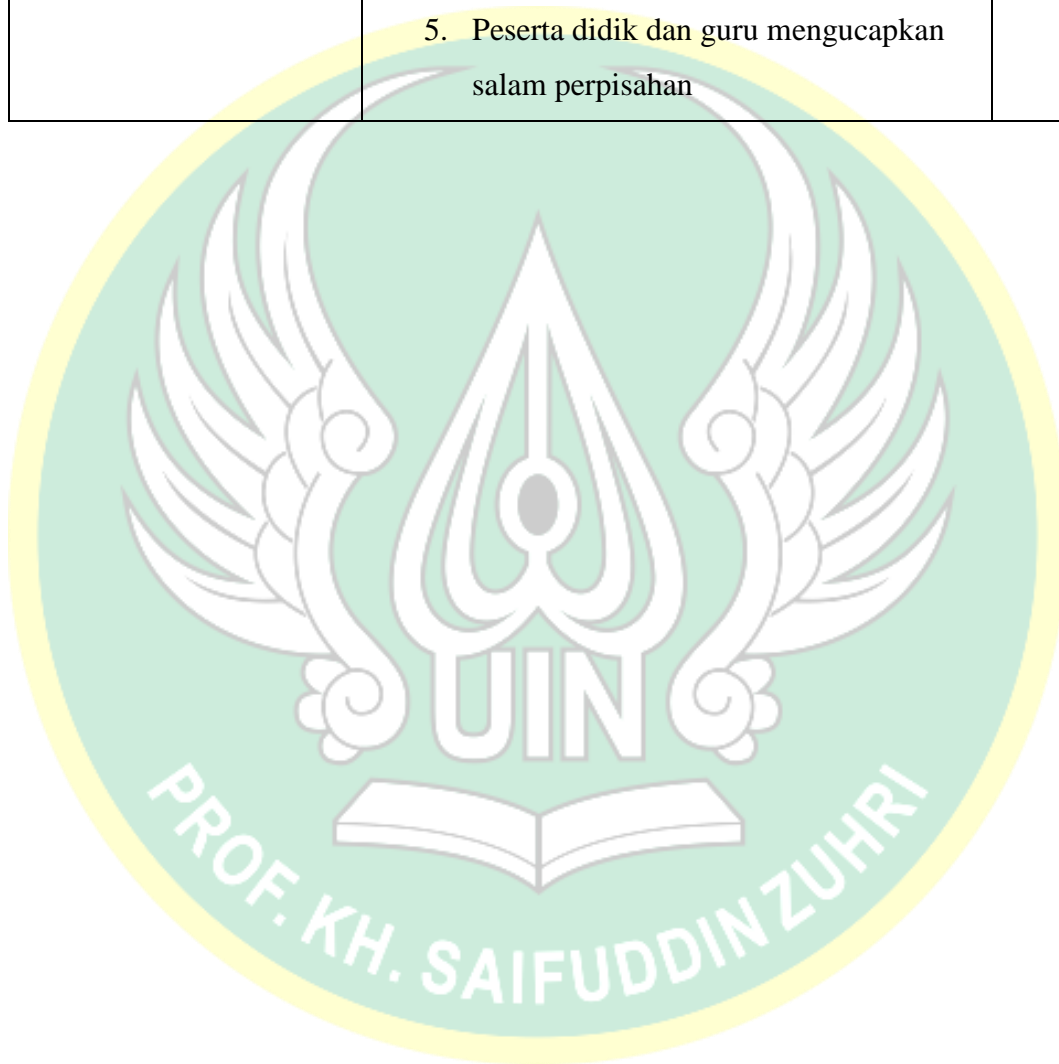 5. Peserta didik dan guru mengucapkan
salam perpisahan
UIN
PROF. KH. SAIFUDDIN ZUHRI